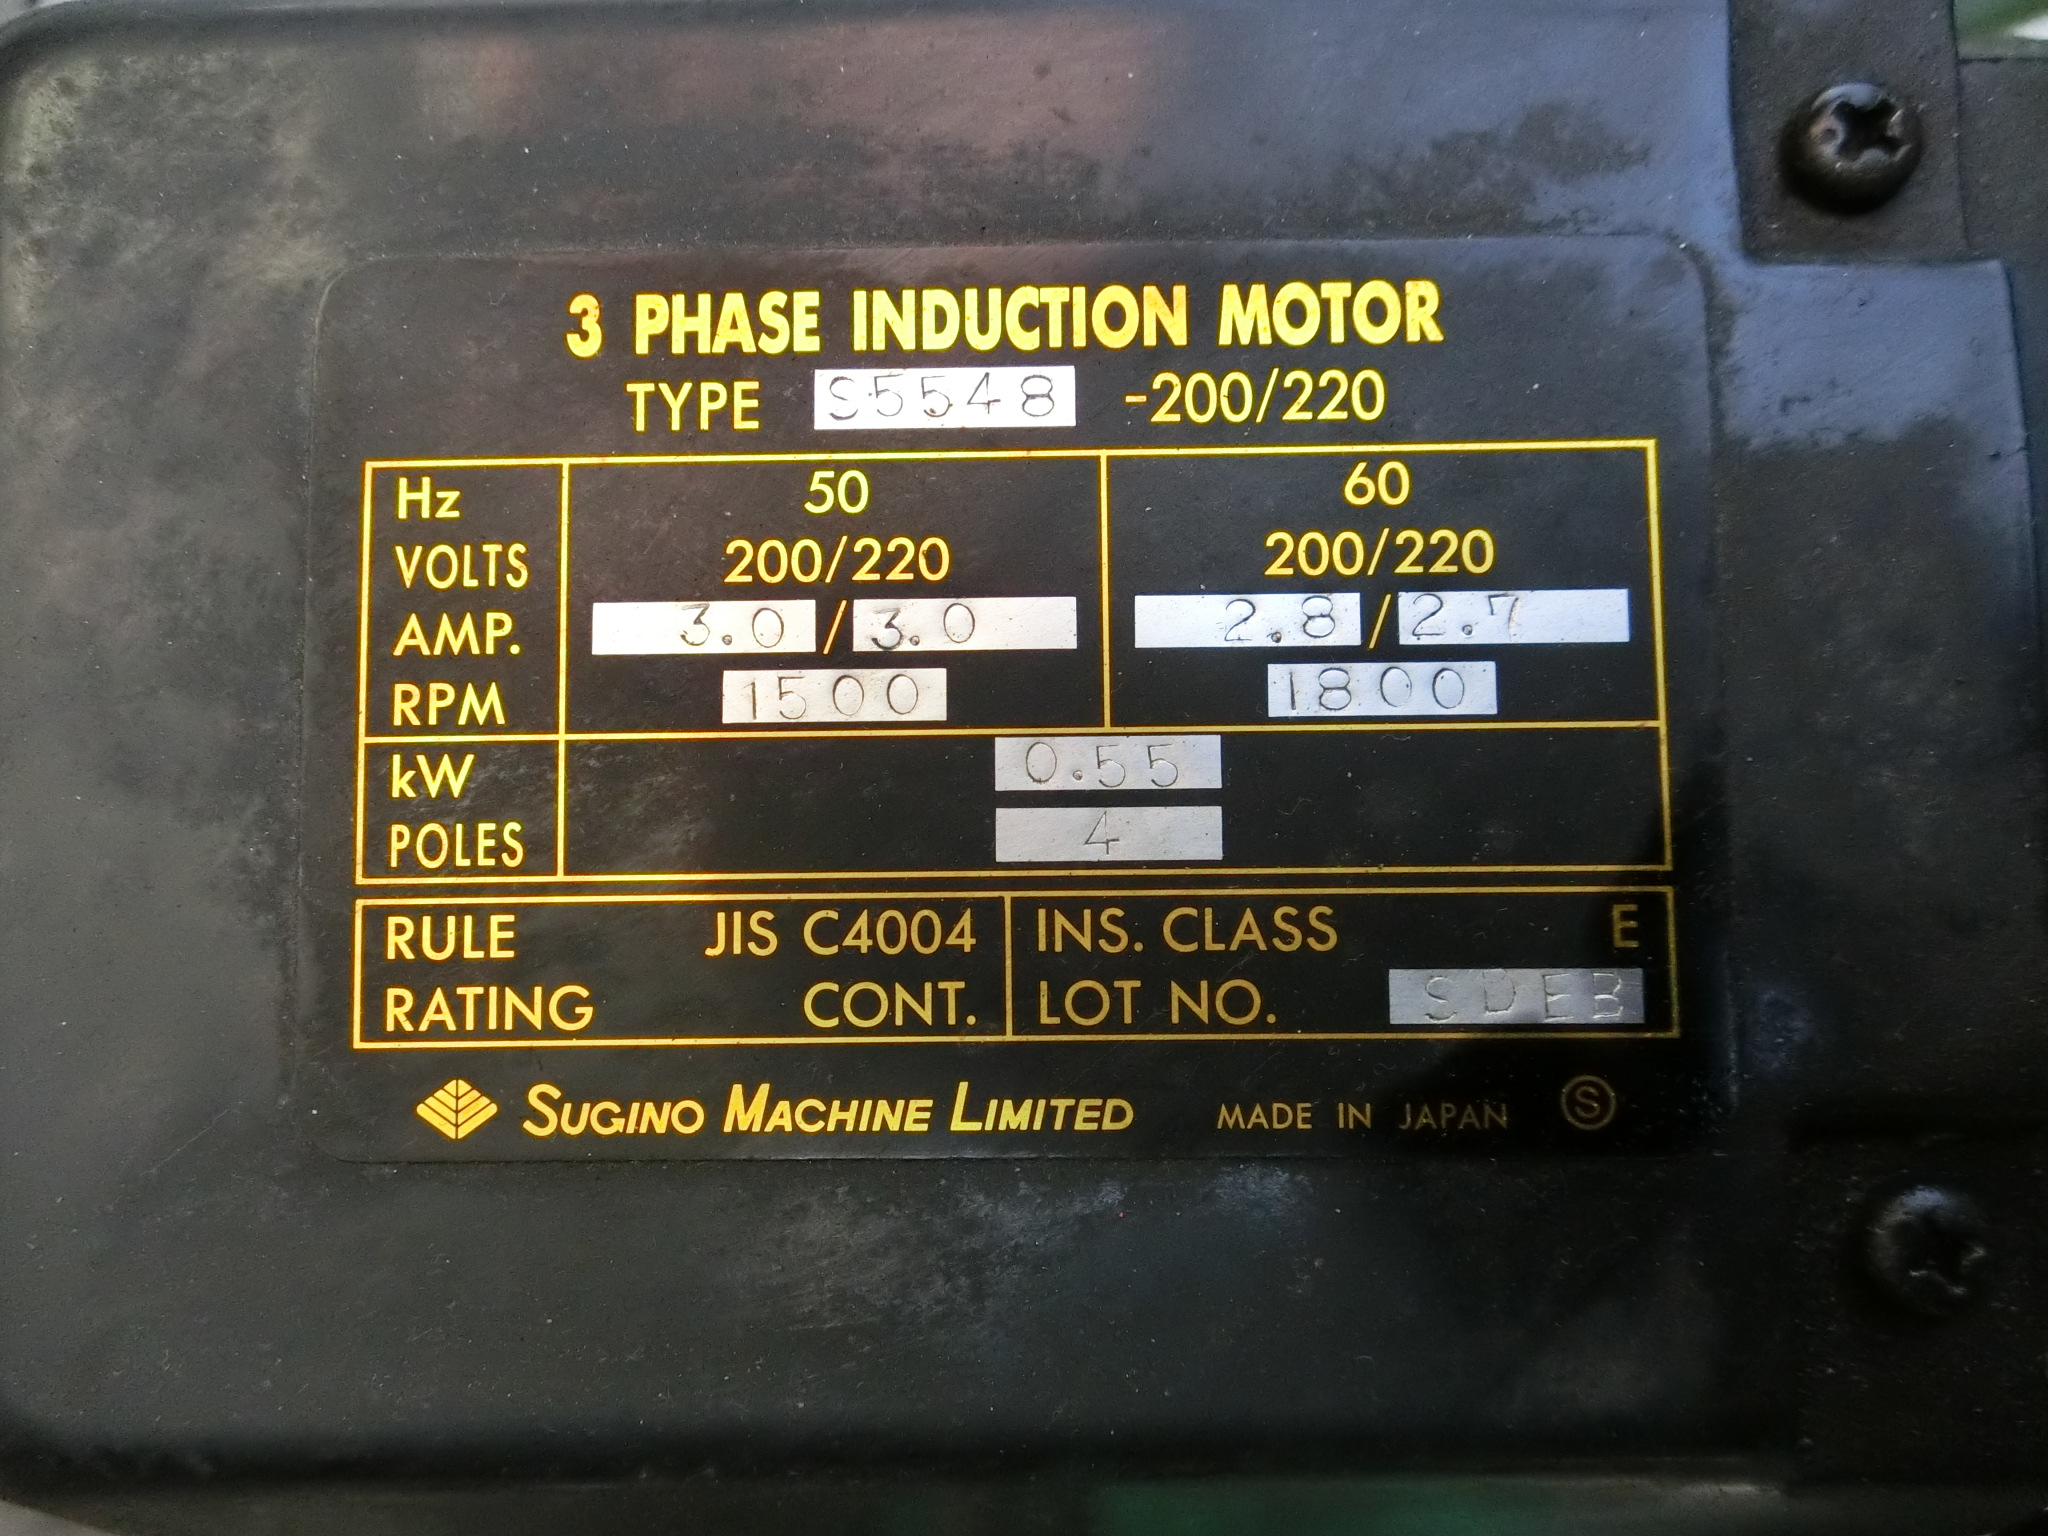 3 PHASE INDUCTION MOTOR
TYPE S5548 -200/220
Hz 50 60
VOLTS 200/220 200/220
AMP. 3.0 / 3.0 2.8 / 2.7
RPM 1500 1800
kW 0.55
POLES 4
RULE JIS C4004 INS. CLASS E
RATING CONT. LOT NO. SDEB
SUGINO MACHINE LIMITED MADE IN JAPAN S